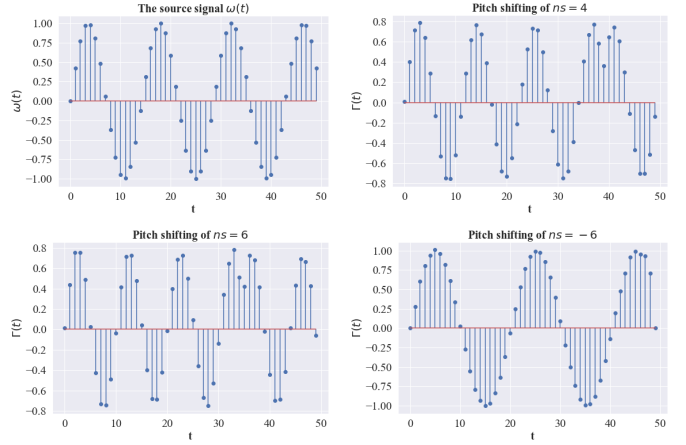 The source signal ω(t)
Pitch shifting of ns = 4
1.00
0.75
0.50
0.25
0.00
−0.25
−0.50
−0.75
−1.00
ω(t)
0 10 20 30 40 50
t
0.8
0.6
0.4
0.2
0.0
−0.2
−0.4
−0.6
−0.8
Γ(t)
0 10 20 30 40 50
t
Pitch shifting of ns = 6
Pitch shifting of ns = −6
0.8
0.6
0.4
0.2
0.0
−0.2
−0.4
−0.6
−0.8
Γ(t)
0 10 20 30 40 50
t
1.00
0.75
0.50
0.25
0.00
−0.25
−0.50
−0.75
−1.00
Γ(t)
0 10 20 30 40 50
t